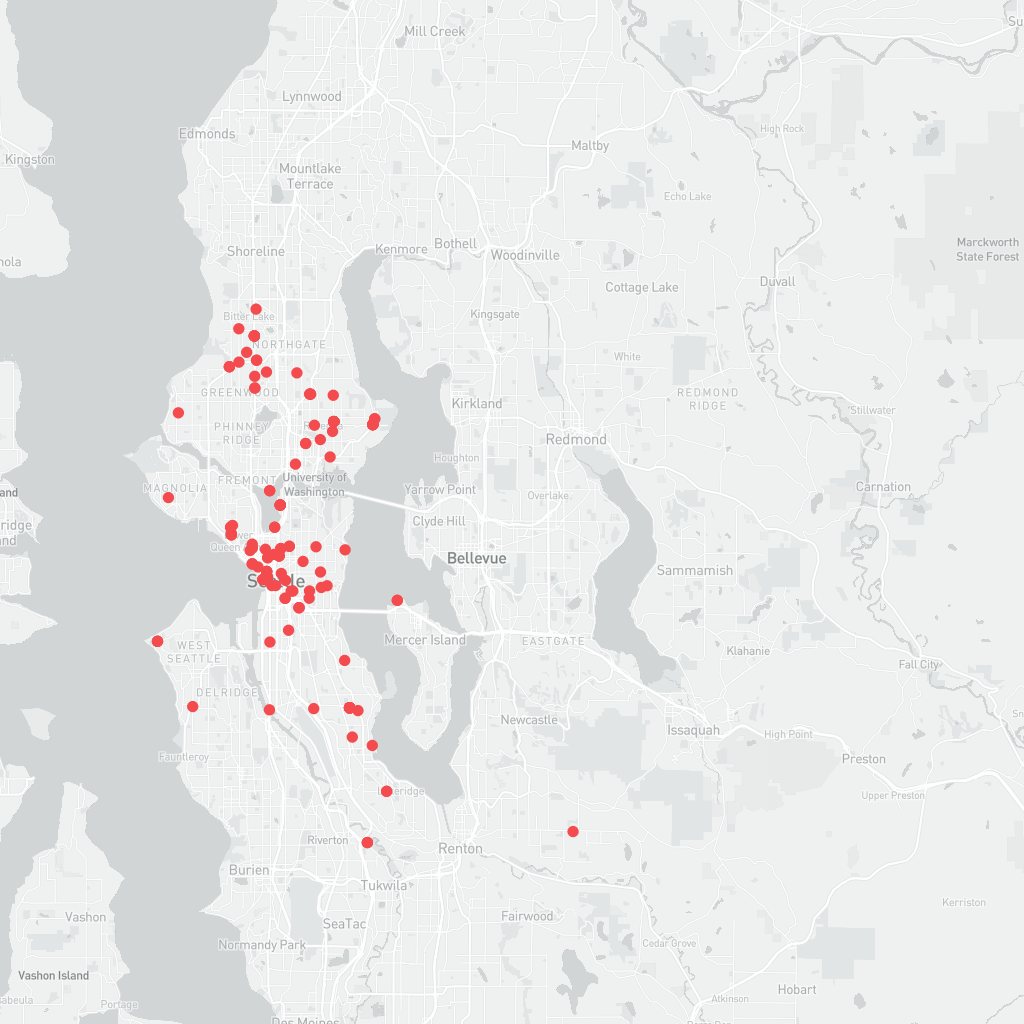 Mill Creek
Lynnwood
Edmonds
High Rock
Maltby
Kingston
Mountlake
Terrace
Echo Lake
Shoreline
Kenmore
Bothell
Woodinville
Marckworth
State Forest
Duvall
Cottage Lake
Bitter Lake
Kingsgate
NORTHGATE
White
GREENWOOD
REDMOND
RIDGE
Kirkland
Stillwater
PHINNEY
RIDGE
Redmond
Houghton
FREMONT
University of
Washington
MAGNOLIA
Yarrow Point
Overlake
Carnation
Clyde Hill
Queen
Bellevue
Sammamish
Mercer Island
EASTGATE
WEST
SEATTLE
Klahanie
Fall City
DELRIDGE
Newcastle
Issaquah
High Point
Fauntleroy
Preston
Upper Preston
Riverton
Renton
Burien
Tukwila
Kerriston
Vashon
SeaTac
Fairwood
Normandy Park
Cedar Grove
Vashon Island
Hobart
Atkinson
Portage
Des Moines